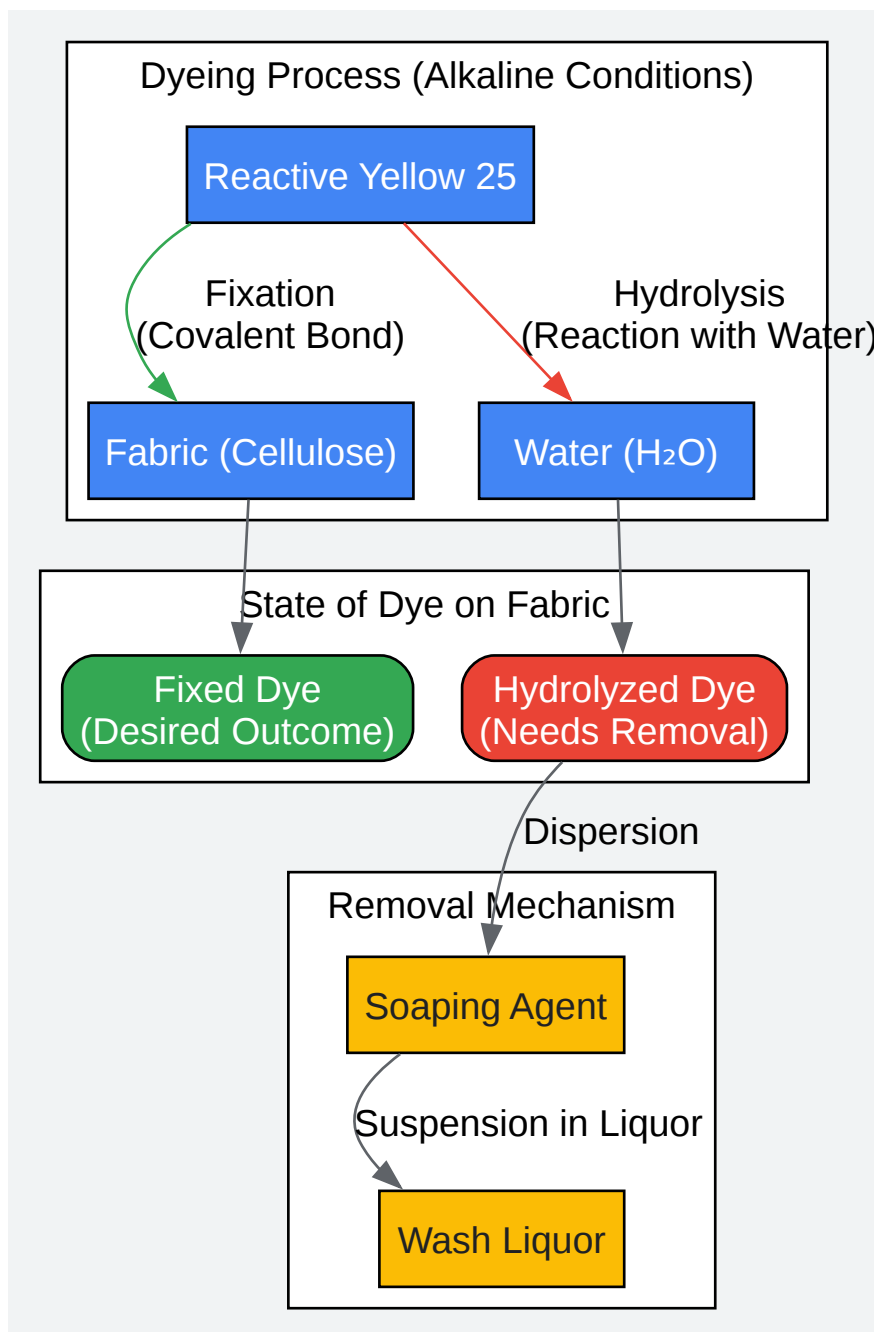 Dyeing Process (Alkaline Conditions)
Reactive Yellow 25
Fixation
(Covalent Bond)
Hydrolysis
(Reaction with Water)
Fabric (Cellulose)
Water (H₂O)
State of Dye on Fabric
Fixed Dye
(Desired Outcome)
Hydrolyzed Dye
(Needs Removal)
Dispersion
Removal Mechanism
Soaping Agent
Suspension in Liquor
Wash Liquor